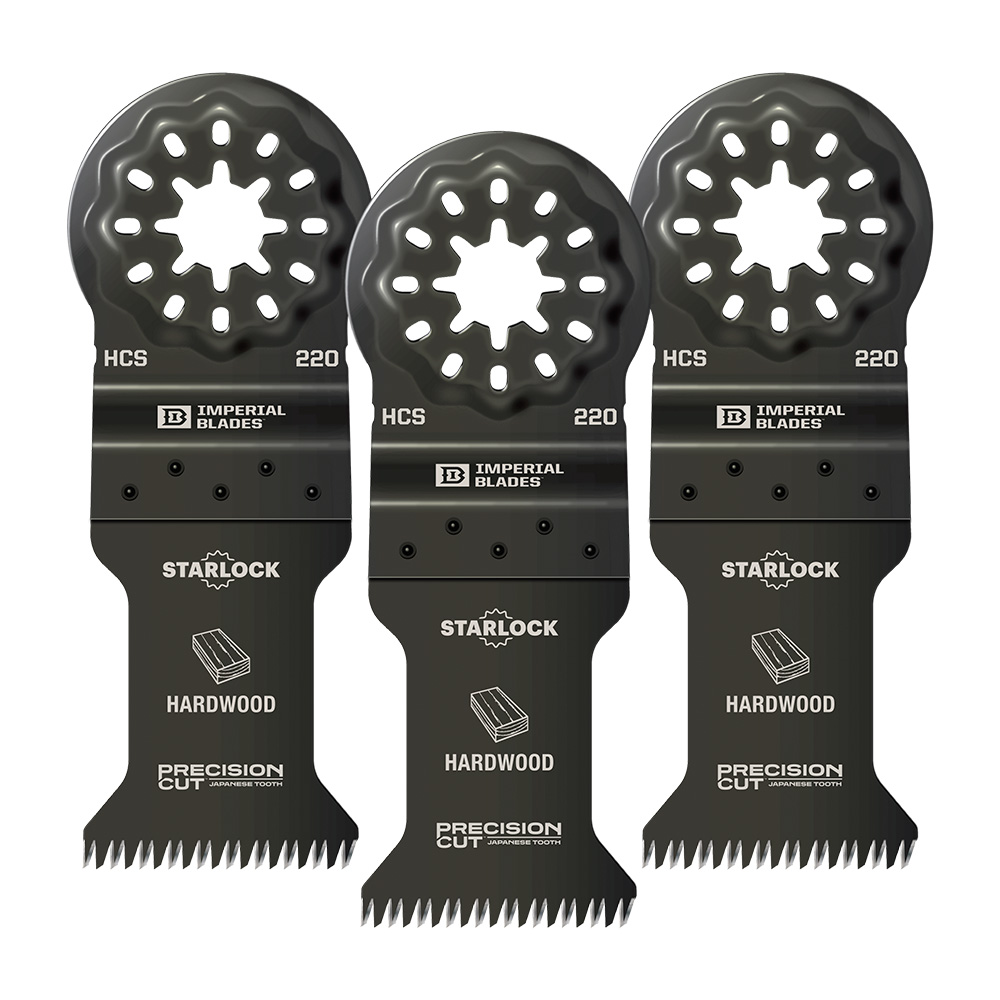 HCS 220
IMPERIAL
BLADES
STARLOCK
HARDWOOD
PRECISION
CUT JAPANESE TOOTH
HCS 220
IMPERIAL
BLADES
STARLOCK
HARDWOOD
PRECISION
CUT JAPANESE TOOTH
HCS 220
IMPERIAL
BLADES
STARLOCK
HARDWOOD
PRECISION
CUT JAPANESE TOOTH